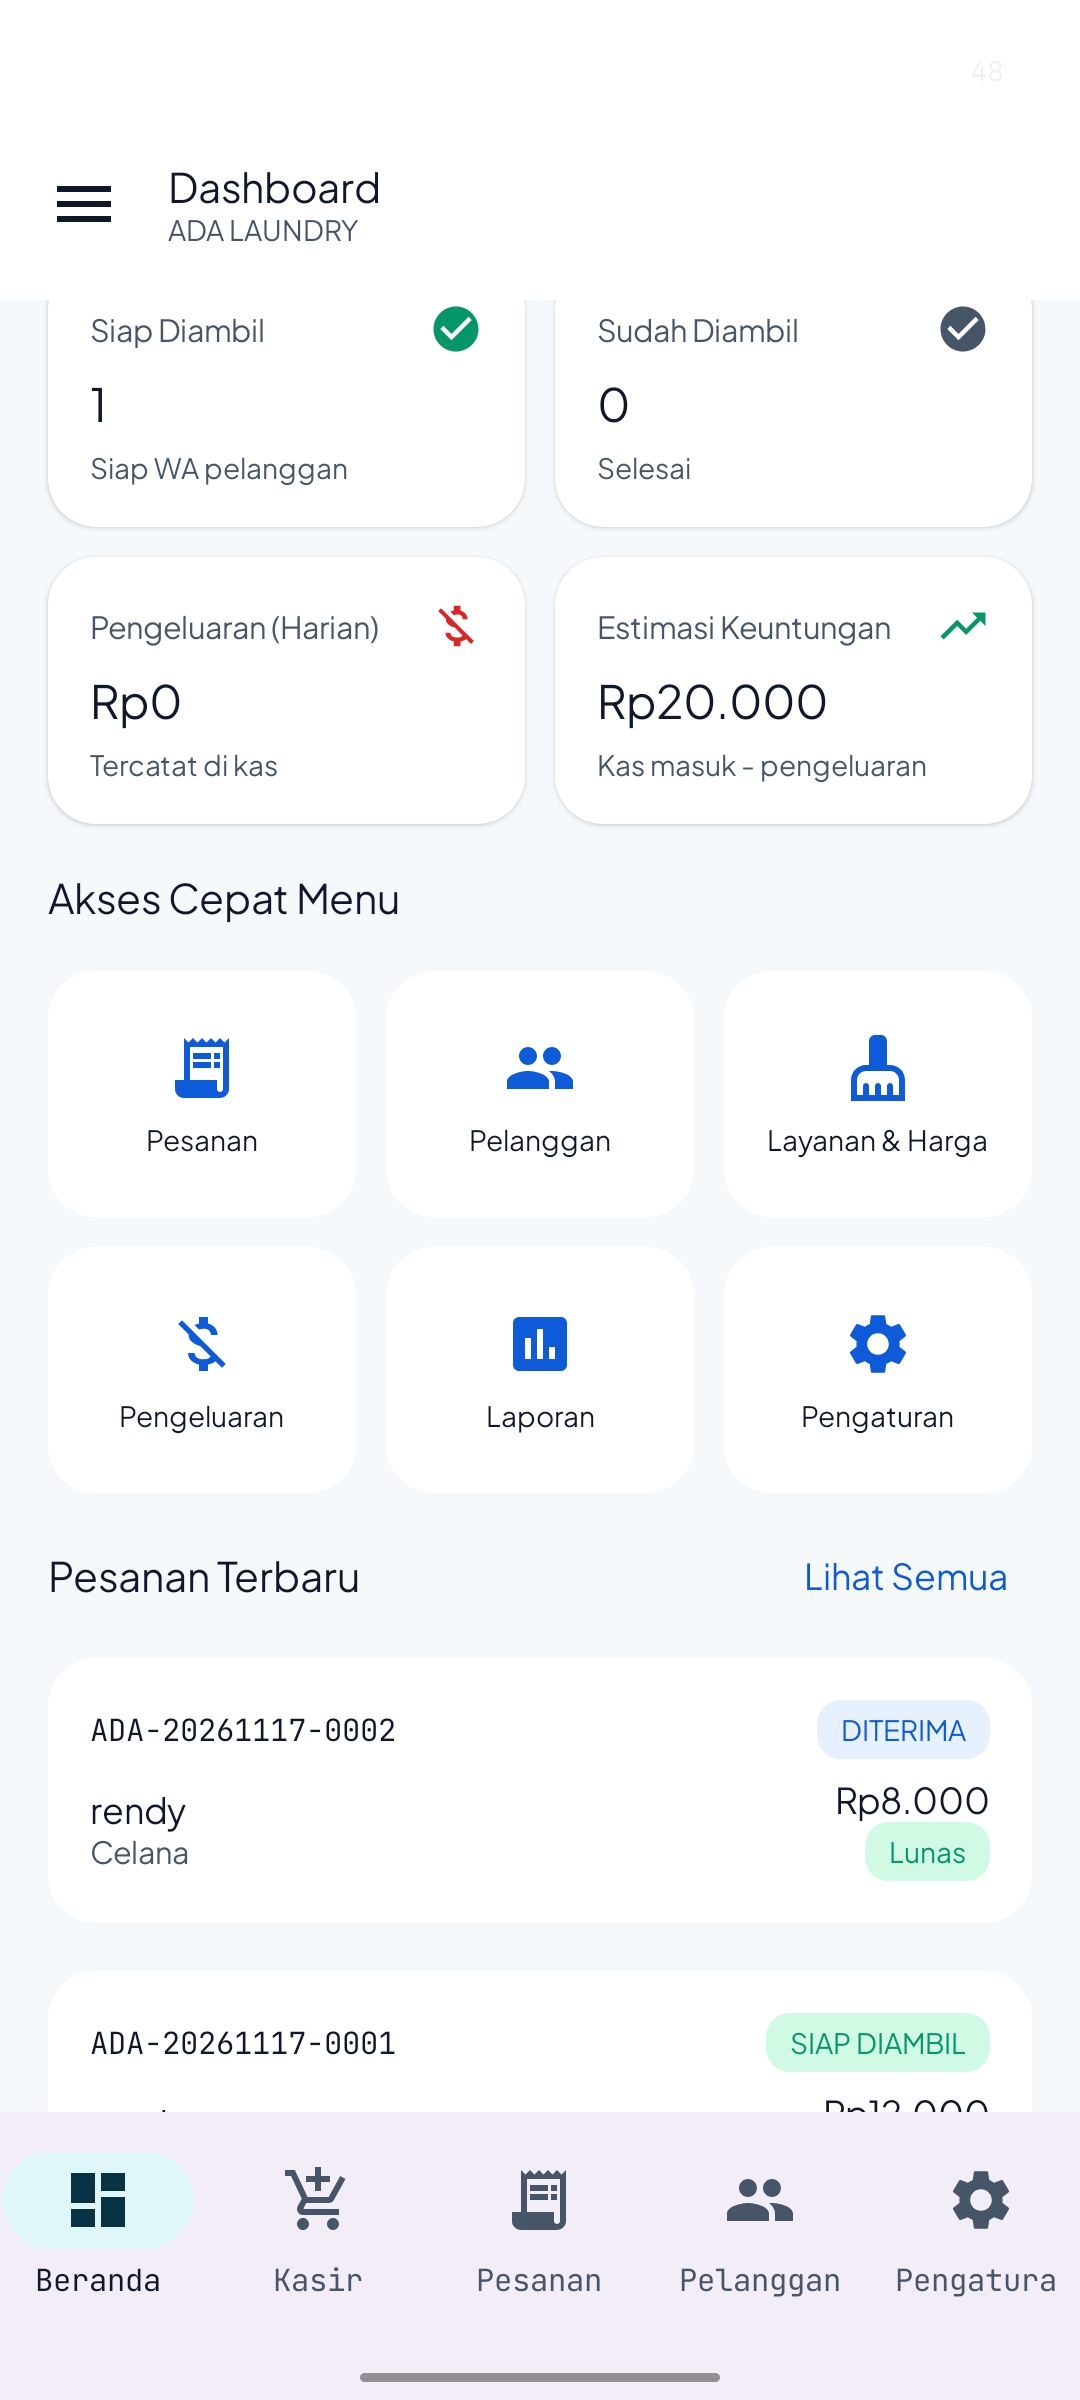 48
Dashboard
ADA LAUNDRY
Siap Diambil
1
Siap WA pelanggan
Sudah Diambil
0
Selesai
Pengeluaran (Harian)
Rp0
Tercatat di kas
Estimasi Keuntungan
Rp20.000
Kas masuk - pengeluaran
Akses Cepat Menu
Pesanan
Pelanggan
Layanan & Harga
Pengeluaran
Laporan
Pengaturan
Pesanan Terbaru
Lihat Semua
ADA-20261117-0002
DITERIMA
rendy
Rp8.000
Celana
Lunas
ADA-20261117-0001
SIAP DIAMBIL
Rp12.000
Beranda
Kasir
Pesanan
Pelanggan
Pengatura